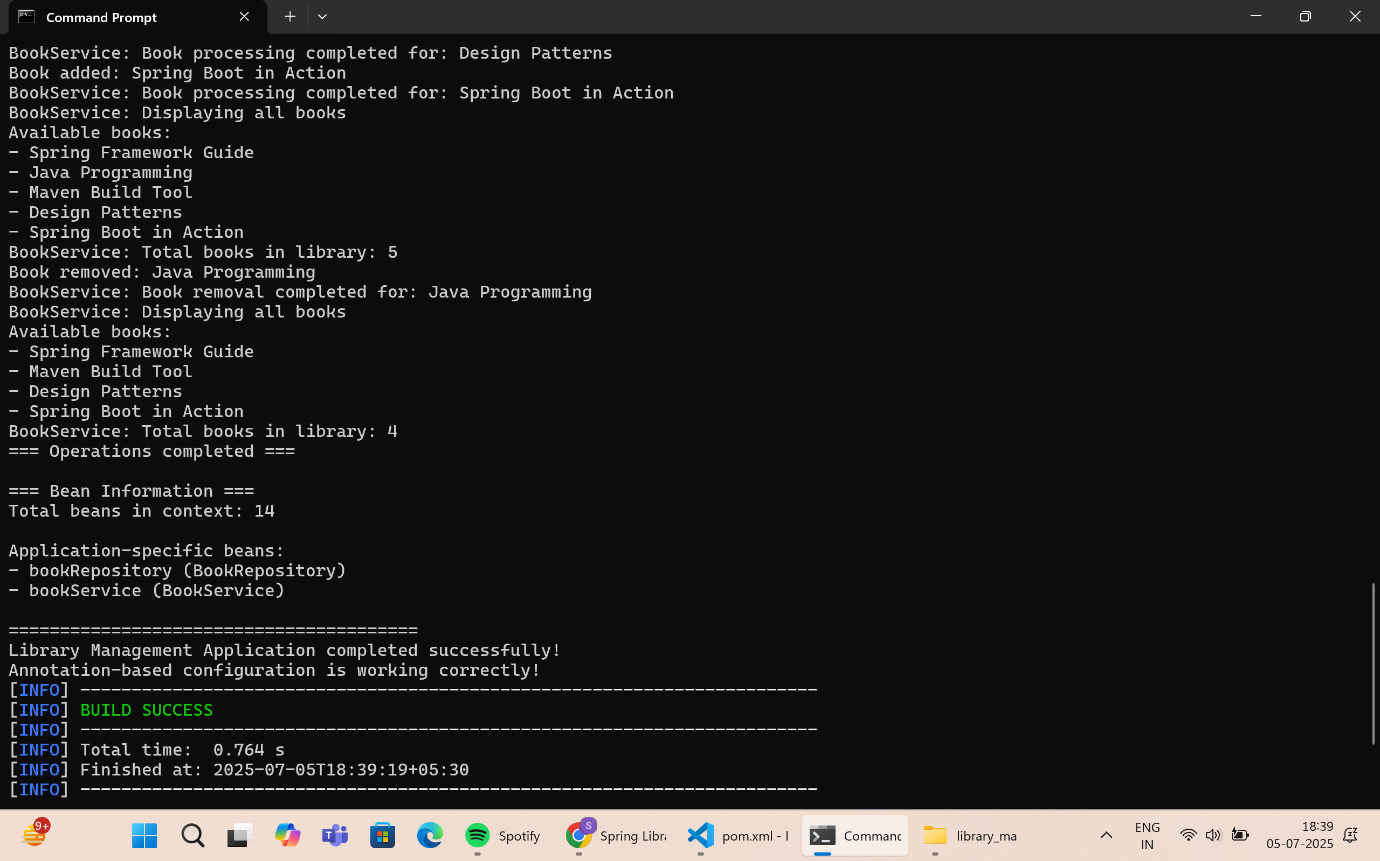 Command Prompt
BookService: Book processing completed for: Design Patterns
Book added: Spring Boot in Action
BookService: Book processing completed for: Spring Boot in Action
BookService: Displaying all books
Available books:
- Spring Framework Guide
- Java Programming
- Maven Build Tool
- Design Patterns
- Spring Boot in Action
BookService: Total books in library: 5
Book removed: Java Programming
BookService: Book removal completed for: Java Programming
BookService: Displaying all books
Available books:
- Spring Framework Guide
- Maven Build Tool
- Design Patterns
- Spring Boot in Action
BookService: Total books in library: 4
=== Operations completed ===
=== Bean Information ===
Total beans in context: 14
Application-specific beans:
- bookRepository (BookRepository)
- bookService (BookService)
========================================
Library Management Application completed successfully!
Annotation-based configuration is working correctly!
[INFO] ------------------------------------------------------------------------
[INFO] BUILD SUCCESS
[INFO] ------------------------------------------------------------------------
[INFO] Total time:  0.764 s
[INFO] Finished at: 2025-07-05T18:39:19+05:30
[INFO] ------------------------------------------------------------------------
9+
Spotify
S
Spring Libra
pom.xml - l
Command
library_ma
ENG
IN
18:39
05-07-2025